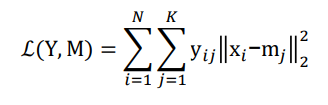 ℒ(Y, M) = ∑_{i=1}^{N} ∑_{j=1}^{K} y_{ij} ‖x_i − m_j‖_2^2